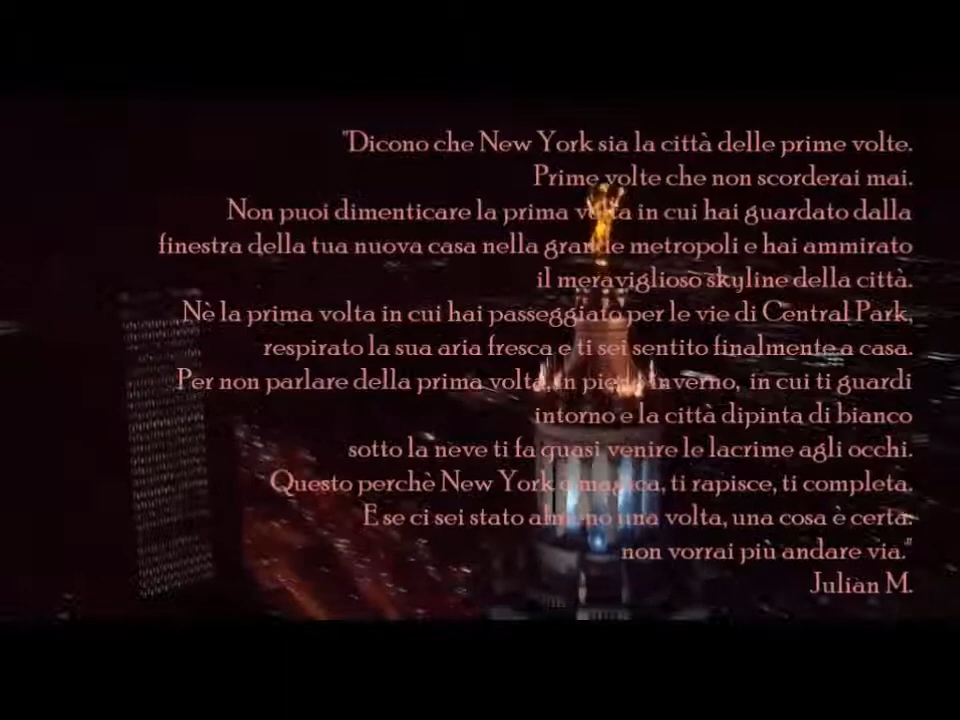 "Dicono che New York sia la città delle prime volte.
Prime volte che non scorderai mai.
Non puoi dimenticare la prima volta in cui hai guardato dalla
finestra della tua nuova casa nella grande metropoli e hai ammirato
il meraviglioso skyline della città.
Nè la prima volta in cui hai passeggiato per le vie di Central Park,
respirato la sua aria fresca e ti sei sentito finalmente a casa.
Per non parlare della prima volta, in pieno inverno, in cui ti guardi
intorno e la città dipinta di bianco
sotto la neve ti fa quasi venire le lacrime agli occhi.
Questo perchè New York è magica, ti rapisce, ti completa.
E se ci sei stato almeno una volta, una cosa è certa:
non vorrai più andare via."
Julian M.